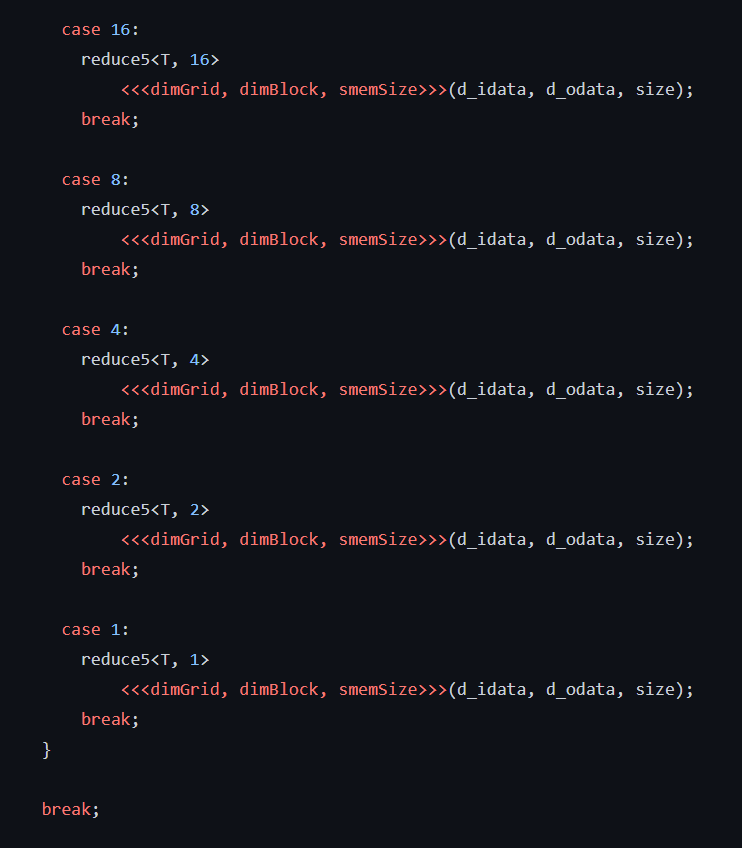 case 16:
reduce5<T, 16>
<<<dimGrid, dimBlock, smemSize>>>(d_idata, d_odata, size);
break;
case 8:
reduce5<T, 8>
<<<dimGrid, dimBlock, smemSize>>>(d_idata, d_odata, size);
break;
case 4:
reduce5<T, 4>
<<<dimGrid, dimBlock, smemSize>>>(d_idata, d_odata, size);
break;
case 2:
reduce5<T, 2>
<<<dimGrid, dimBlock, smemSize>>>(d_idata, d_odata, size);
break;
case 1:
reduce5<T, 1>
<<<dimGrid, dimBlock, smemSize>>>(d_idata, d_odata, size);
break;
}
break;